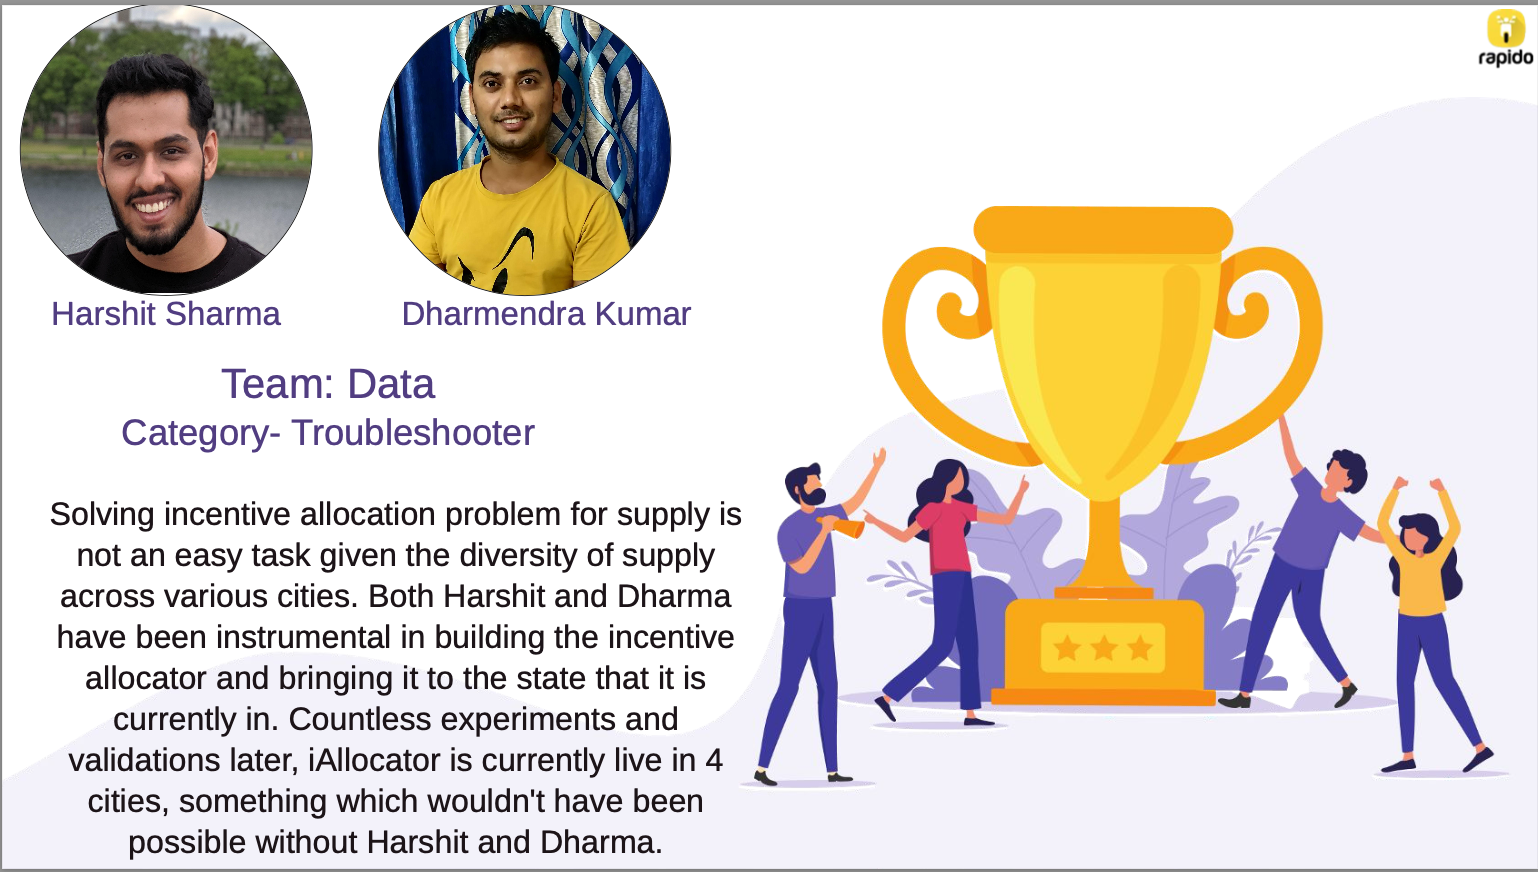 rapido
Harshit Sharma
Dharmendra Kumar
Team: Data
Category- Troubleshooter
Solving incentive allocation problem for supply is
not an easy task given the diversity of supply
across various cities. Both Harshit and Dharma
have been instrumental in building the incentive
allocator and bringing it to the state that it is
currently in. Countless experiments and
validations later, iAllocator is currently live in 4
cities, something which wouldn't have been
possible without Harshit and Dharma.